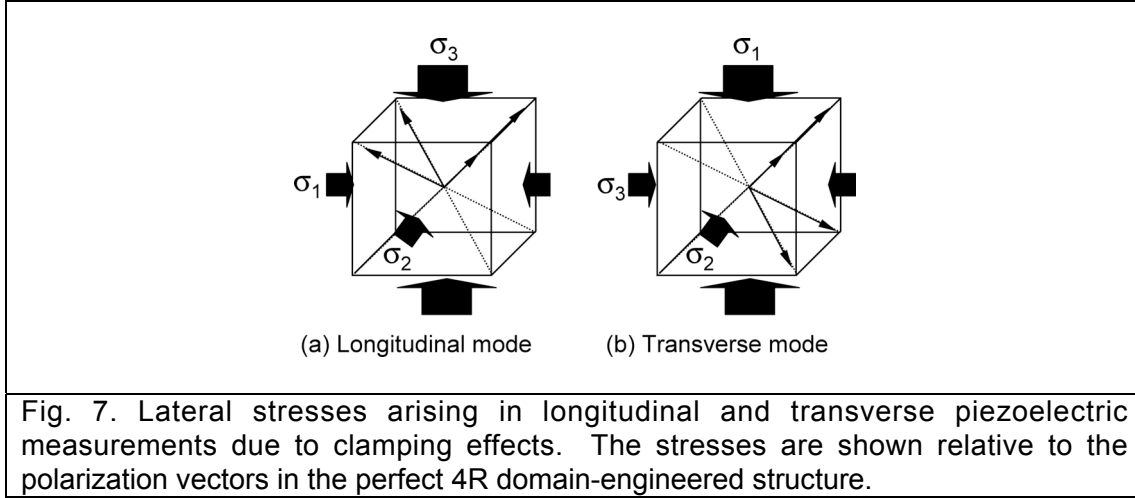 σ3 σ1
σ1 σ3
σ2 σ2
(a) Longitudinal mode (b) Transverse mode
Fig. 7. Lateral stresses arising in longitudinal and transverse piezoelectric
measurements due to clamping effects. The stresses are shown relative to the
polarization vectors in the perfect 4R domain-engineered structure.